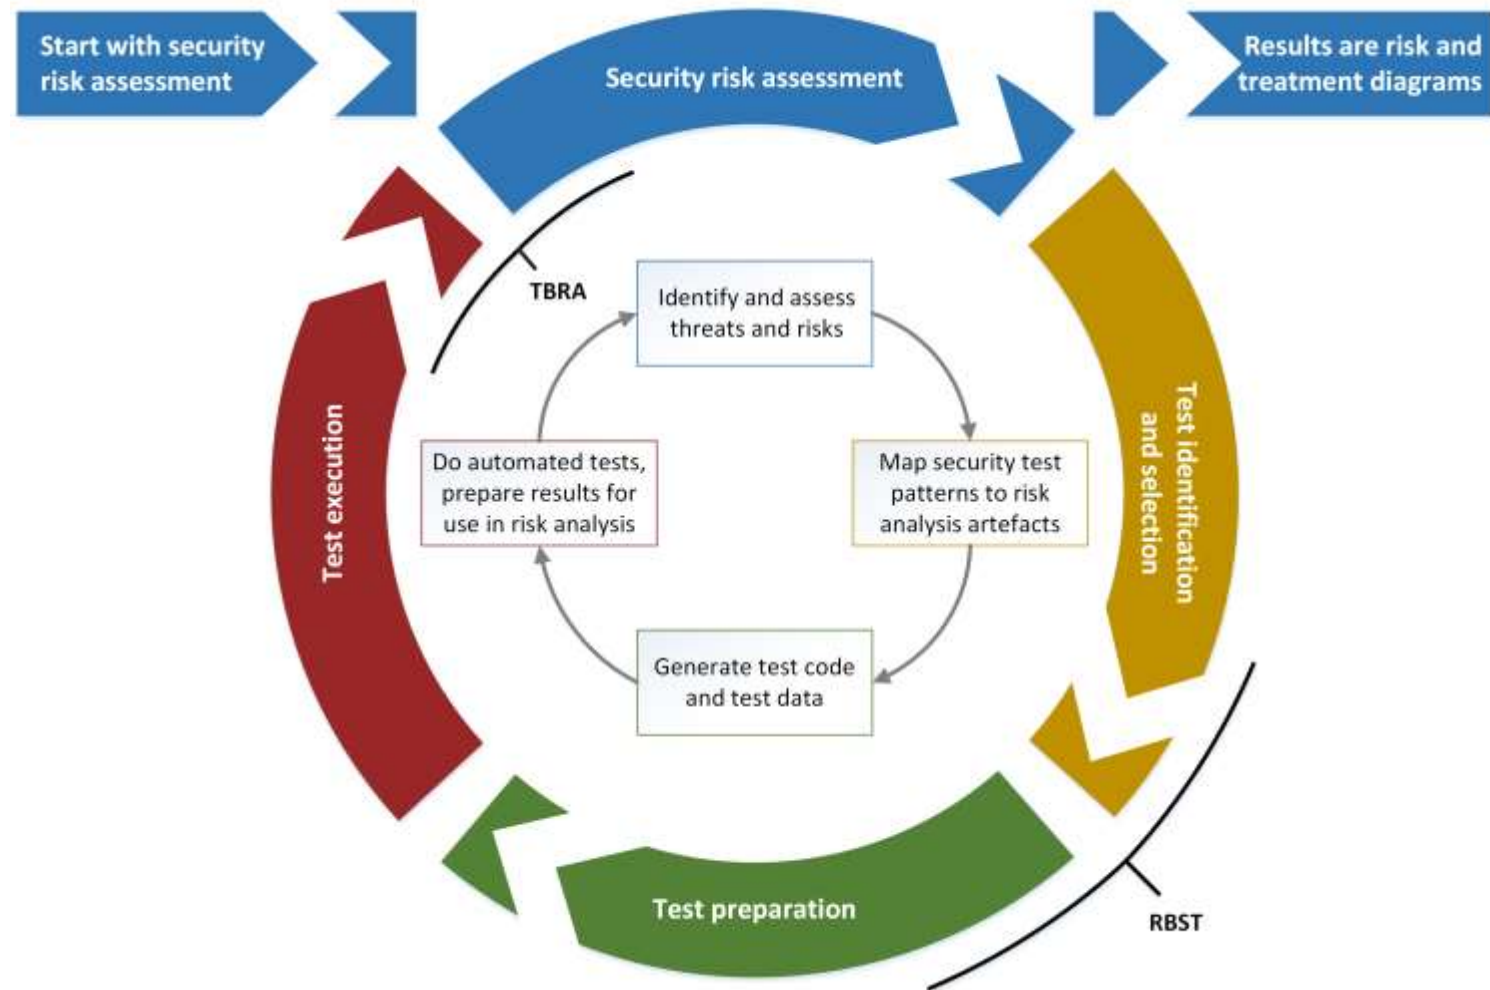 Start with security
risk assessment
Security risk assessment
Results are risk and
treatment diagrams
TBRA
Identify and assess
threats and risks
Test execution
Do automated tests,
prepare results for
use in risk analysis
Map security test
patterns to risk
analysis artefacts
Test identification
and selection
Generate test code
and test data
Test preparation
RBST